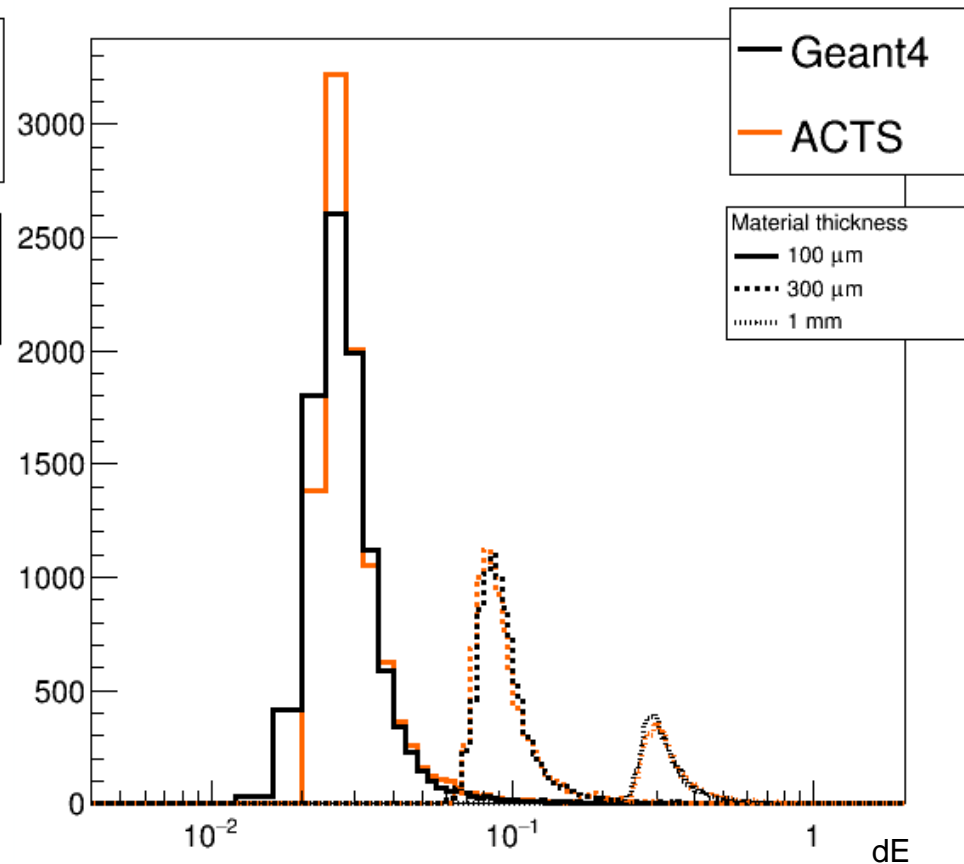 Geant4
ACTS
Material thickness
100 μm
300 μm
1 mm
3000
2500
2000
1500
1000
500
0
10⁻²
10⁻¹
1
dE